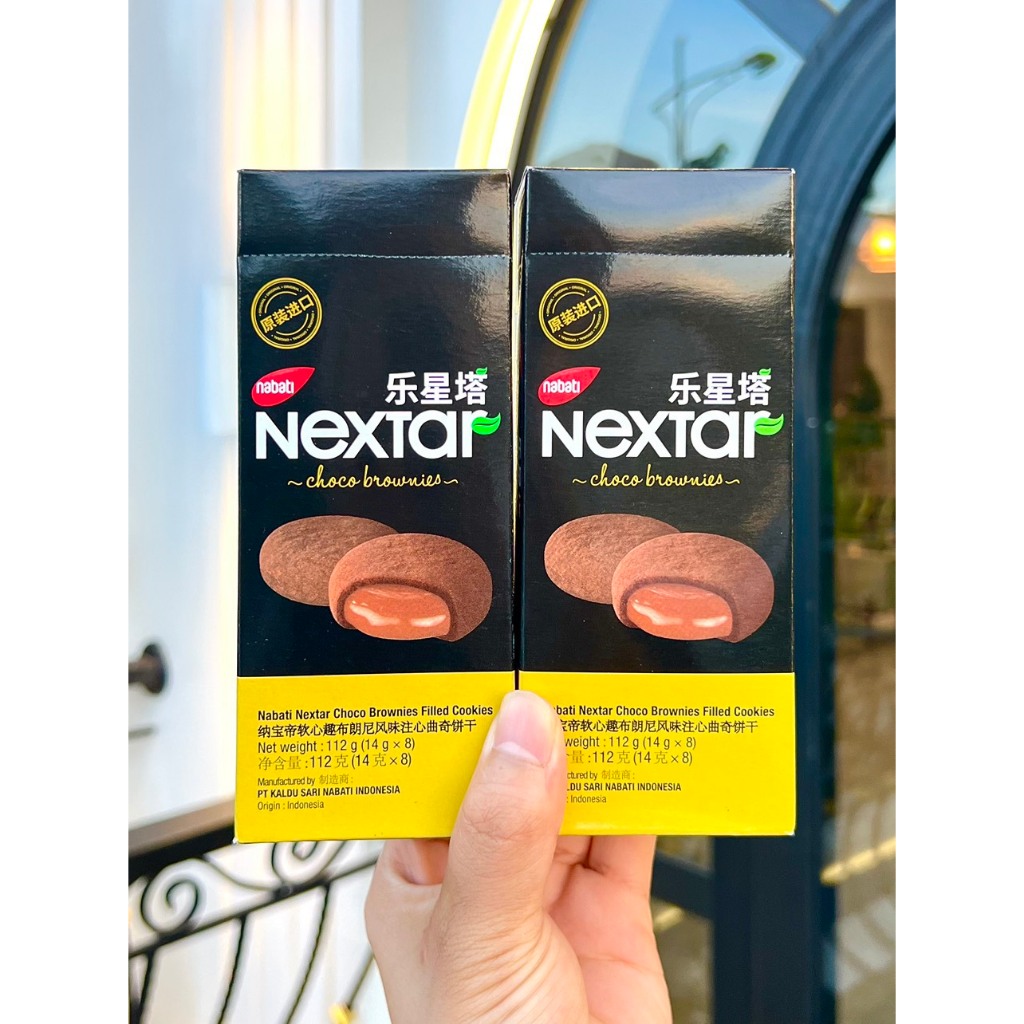 原装进口
nabati
乐星塔
Nextar
~choco brownies~
Nabati Nextar Choco Brownies Filled Cookies
纳宝帝软心趣布朗尼风味注心曲奇饼干
Net weight : 112 g (14 g × 8)
净含量 : 112 克 (14 克 × 8)
Manufactured by 制造商 :
PT KALDU SARI NABATI INDONESIA
Origin : Indonesia
原装进口
nabati
乐星塔
Nextar
~choco brownies~
Nextar Choco Brownies Filled Cookies
软心趣布朗尼风味注心曲奇饼干
weight : 112 g (14 g × 8)
量 : 112 克 (14 克 × 8)
by 制造商 :
SARI NABATI INDONESIA
: Indonesia